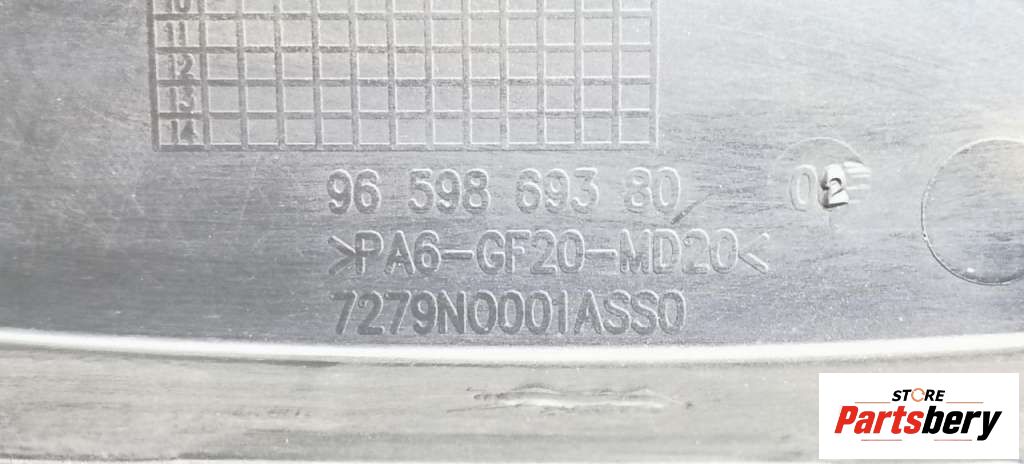 10
11
12
13
14
96 598 693 80 02
>PA6-GF20-MD20<
7279N0001ASS0
STORE
Partsbery